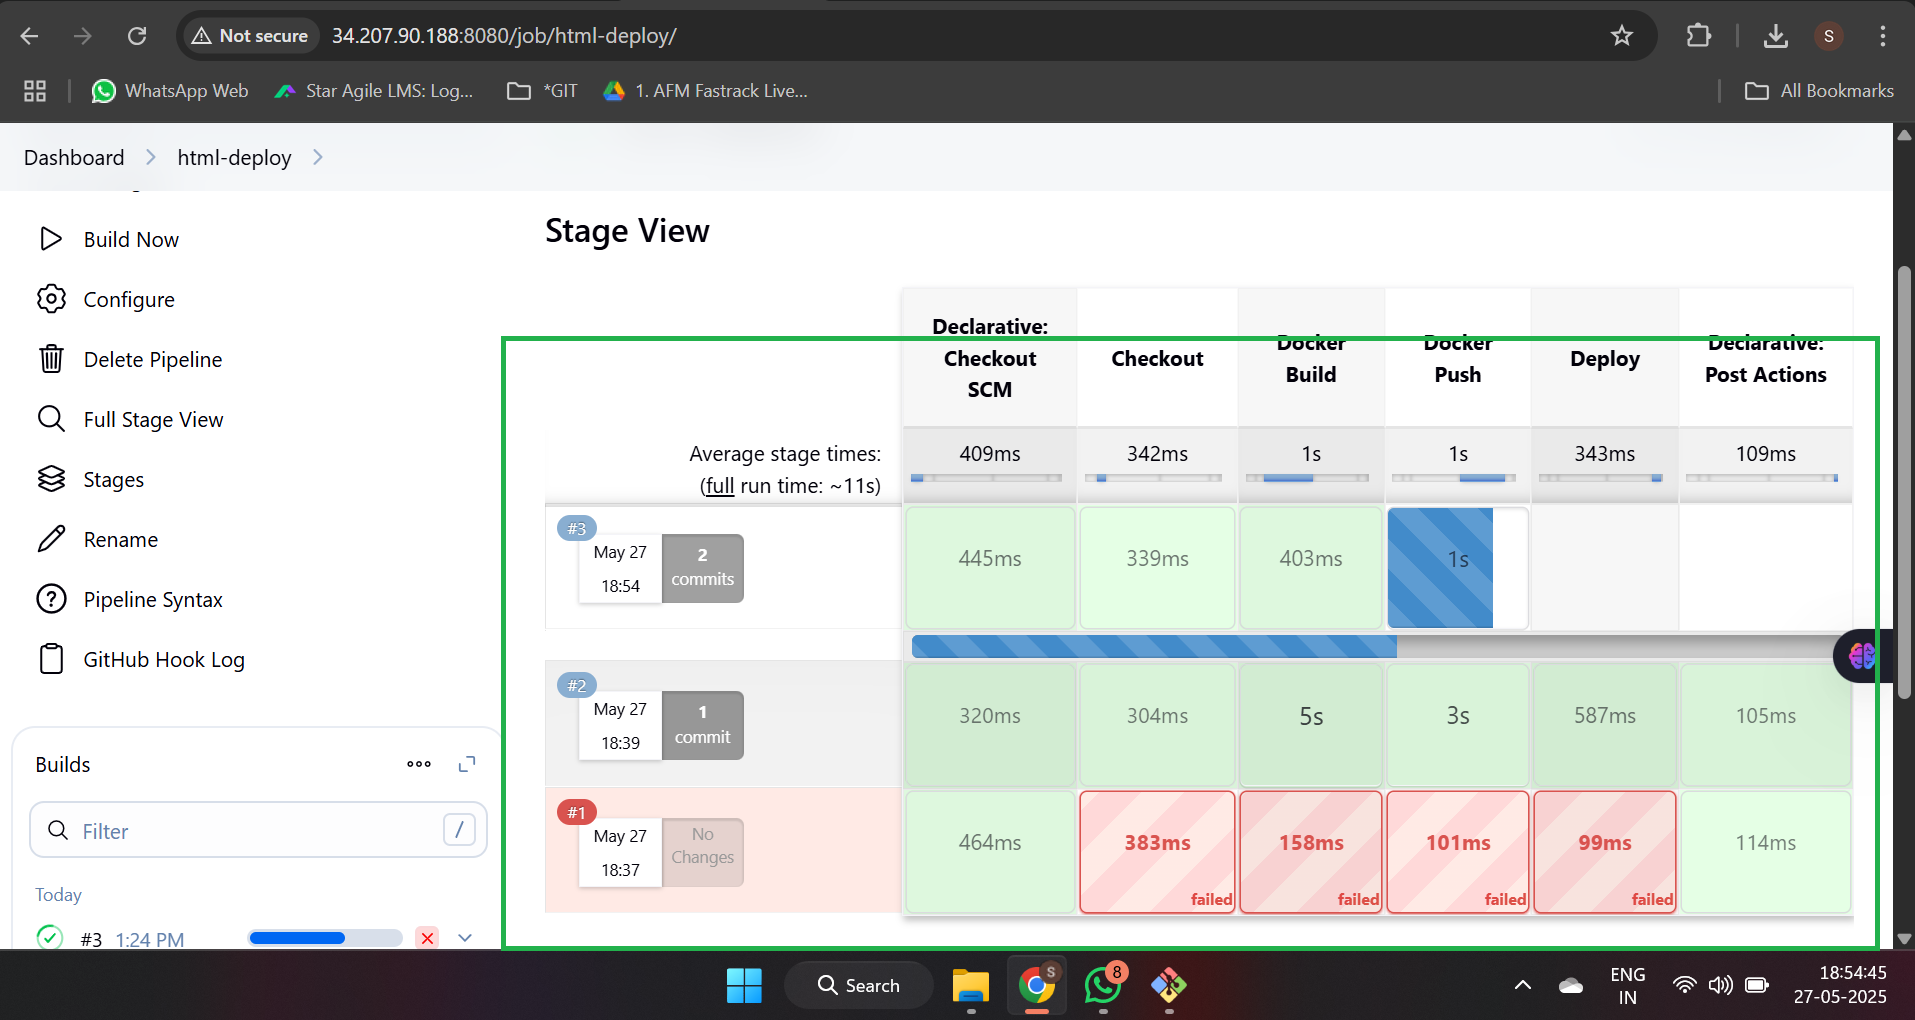 Not secure
34.207.90.188:8080/job/html-deploy/
S
WhatsApp Web
Star Agile LMS: Log...
*GIT
1. AFM Fastrack Live...
All Bookmarks
Dashboard
html-deploy
Build Now
Configure
Delete Pipeline
Full Stage View
Stages
Rename
Pipeline Syntax
GitHub Hook Log
Builds
Filter
/
Today
#3 1:24 PM
Stage View
Declarative:
Checkout
SCM
Checkout
Docker
Build
Docker
Push
Deploy
Declarative:
Post Actions
Average stage times:
(full run time: ~11s)
409ms
342ms
1s
1s
343ms
109ms
#3
May 27
18:54
2
commits
445ms
339ms
403ms
1s
#2
May 27
18:39
1
commit
320ms
304ms
5s
3s
587ms
105ms
#1
May 27
18:37
No
Changes
464ms
383ms
failed
158ms
failed
101ms
failed
99ms
failed
114ms
Search
S
8
ENG
IN
18:54:45
27-05-2025